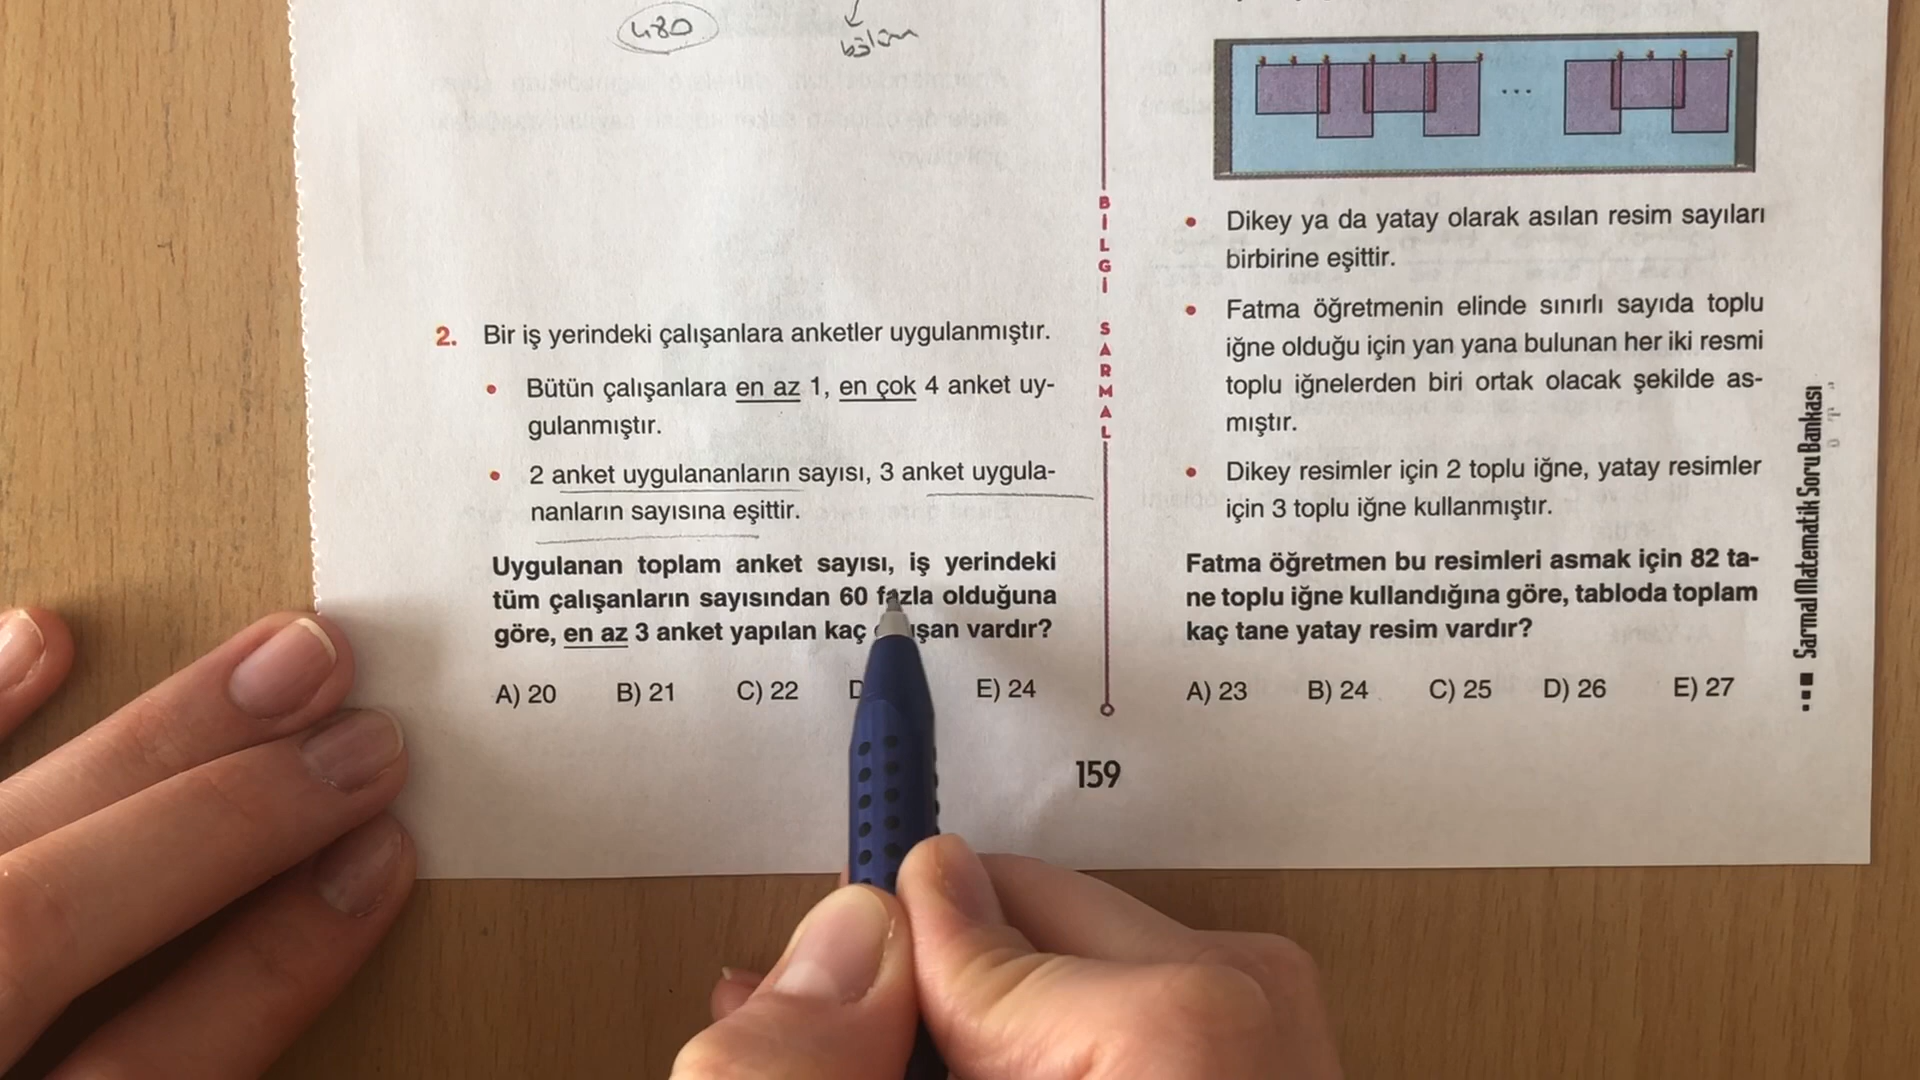 480
bölüm
2. Bir iş yerindeki çalışanlara anketler uygulanmıştır.
• Bütün çalışanlara en az 1, en çok 4 anket uy-
gulanmıştır.
• 2 anket uygulananların sayısı, 3 anket uygula-
nanların sayısına eşittir.
Uygulanan toplam anket sayısı, iş yerindeki
tüm çalışanların sayısından 60 fazla olduğuna
göre, en az 3 anket yapılan kaç vardır?
A) 20 B) 21 C) 22 D E) 24
BİLGİ SARMAL
• Dikey ya da yatay olarak asılan resim sayıları
birbirine eşittir.
• Fatma öğretmenin elinde sınırlı sayıda toplu
iğne olduğu için yan yana bulunan her iki resmi
toplu iğnelerden biri ortak olacak şekilde as-
mıştır.
• Dikey resimler için 2 toplu iğne, yatay resimler
için 3 toplu iğne kullanmıştır.
Fatma öğretmen bu resimleri asmak için 82 ta-
ne toplu iğne kullandığına göre, tabloda toplam
kaç tane yatay resim vardır?
A) 23 B) 24 C) 25 D) 26 E) 27
Sarmal Matematik Soru Bankası
159